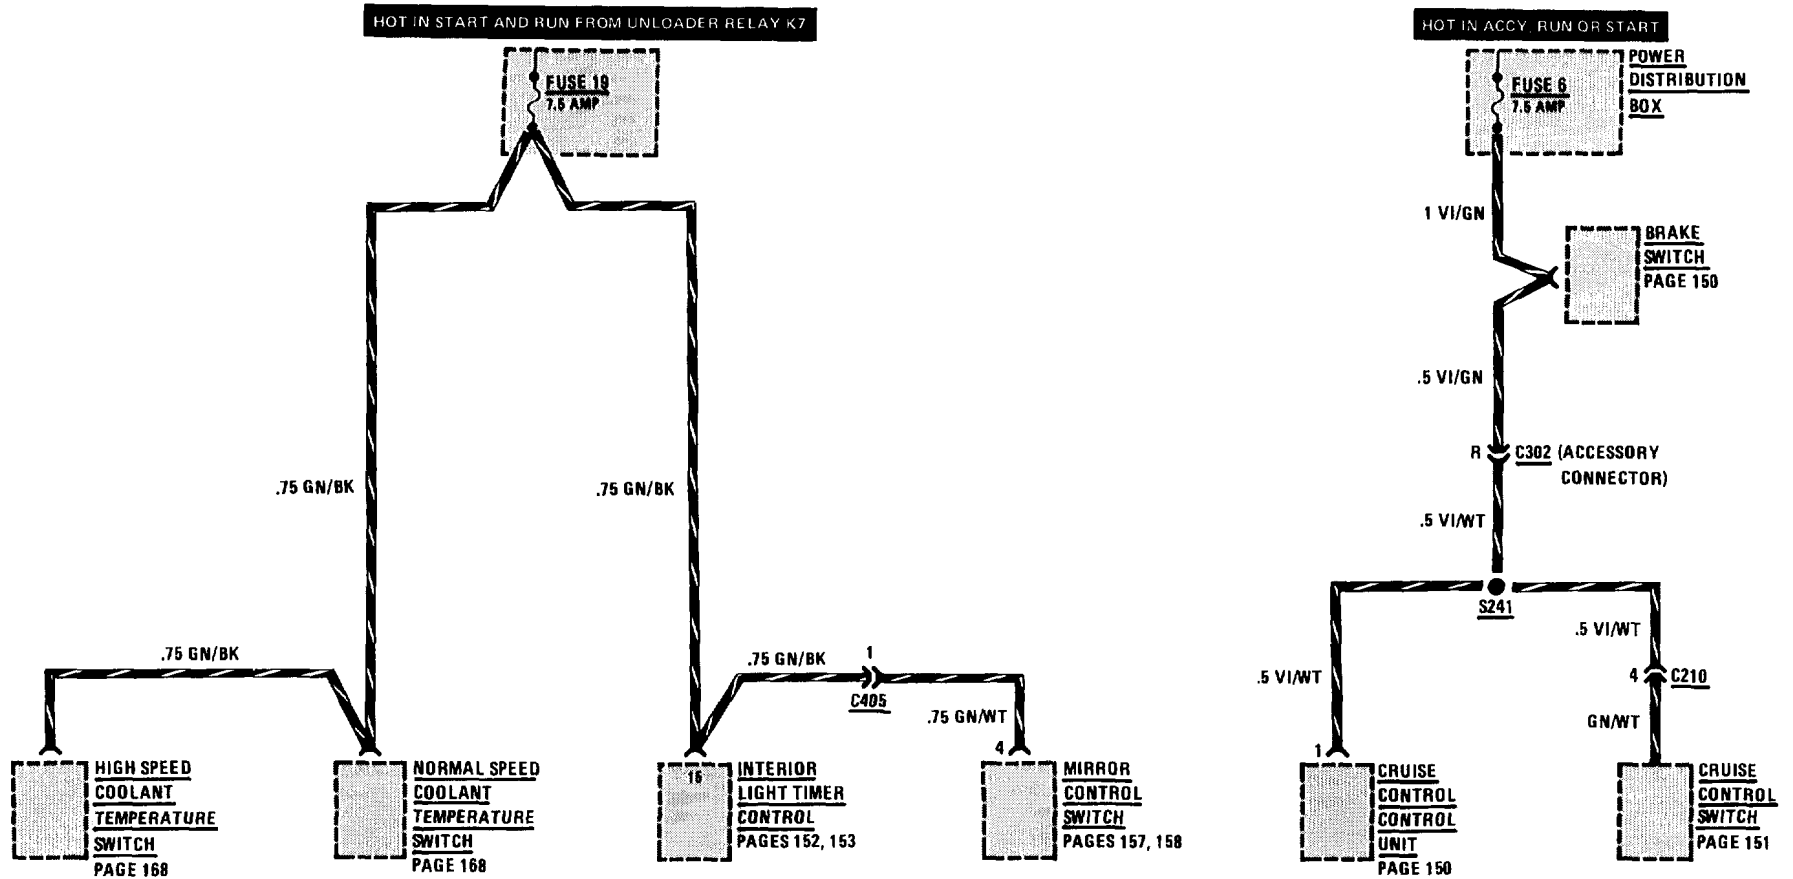 HOT IN START AND RUN FROM UNLOADER RELAY K7
FUSE 19
7.5 AMP
.75 GN/BK
.75 GN/BK
.75 GN/BK
.75 GN/BK
1
C405
.75 GN/WT
4
HIGH SPEED
COOLANT
TEMPERATURE
SWITCH
PAGE 168
NORMAL SPEED
COOLANT
TEMPERATURE
SWITCH
PAGE 168
15
INTERIOR
LIGHT TIMER
CONTROL
PAGES 152, 153
MIRROR
CONTROL
SWITCH
PAGES 157, 158
HOT IN ACCY, RUN OR START
FUSE 6
7.5 AMP
POWER
DISTRIBUTION
BOX
1 VI/GN
BRAKE
SWITCH
PAGE 150
.5 VI/GN
R
C302 (ACCESSORY
CONNECTOR)
.5 VI/WT
S241
.5 VI/WT
.5 VI/WT
4
C210
GN/WT
1
CRUISE
CONTROL
CONTROL
UNIT
PAGE 150
CRUISE
CONTROL
SWITCH
PAGE 151